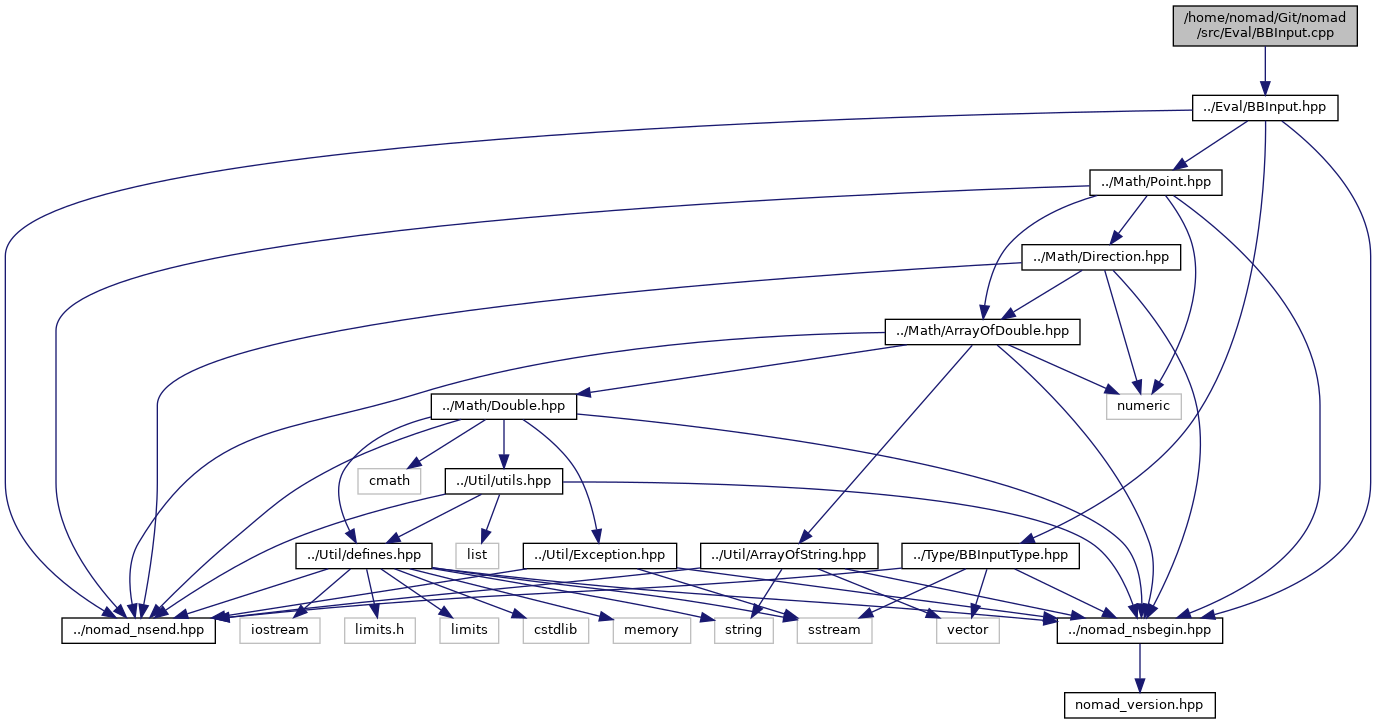 /home/nomad/Git/nomad
/src/Eval/BBInput.cpp
../Eval/BBInput.hpp
../Math/Point.hpp
../Math/Direction.hpp
../Math/ArrayOfDouble.hpp
../Math/Double.hpp
numeric
cmath
../Util/utils.hpp
../Util/defines.hpp
list
../Util/Exception.hpp
../Util/ArrayOfString.hpp
../Type/BBInputType.hpp
../nomad_nsend.hpp
iostream
limits.h
limits
cstdlib
memory
string
sstream
vector
../nomad_nsbegin.hpp
nomad_version.hpp